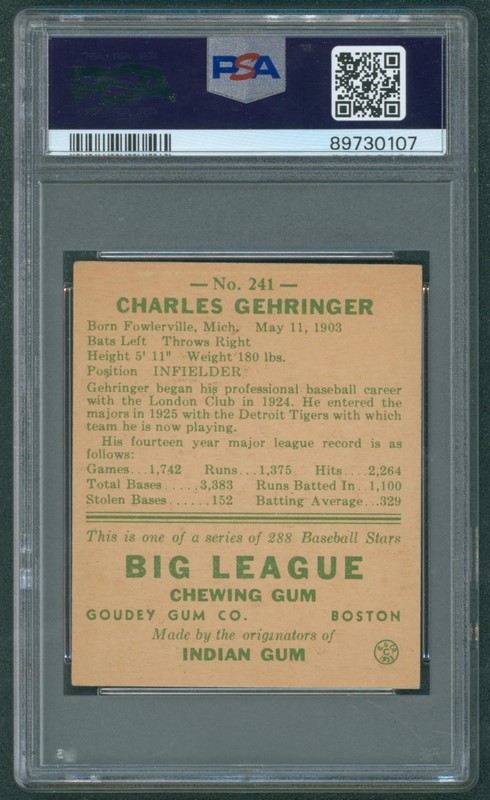 PSA
89730107
— No. 241 —
CHARLES GEHRINGER
Born Fowlerville, Mich. May 11, 1903
Bats Left Throws Right
Height 5' 11" Weight 180 lbs.
Position INFIELDER
Gehringer began his professional baseball career
with the London Club in 1924. He entered the
majors in 1925 with the Detroit Tigers with which
team he is now playing.
His fourteen year major league record is as
follows:
Games...1,742 Runs...1,375 Hits....2,264
Total Bases.....3,383 Runs Batted In..1,100
Stolen Bases......152 Batting Average..329
This is one of a series of 288 Baseball Stars
BIG LEAGUE
CHEWING GUM
GOUDEY GUM CO. BOSTON
Made by the originators of
INDIAN GUM